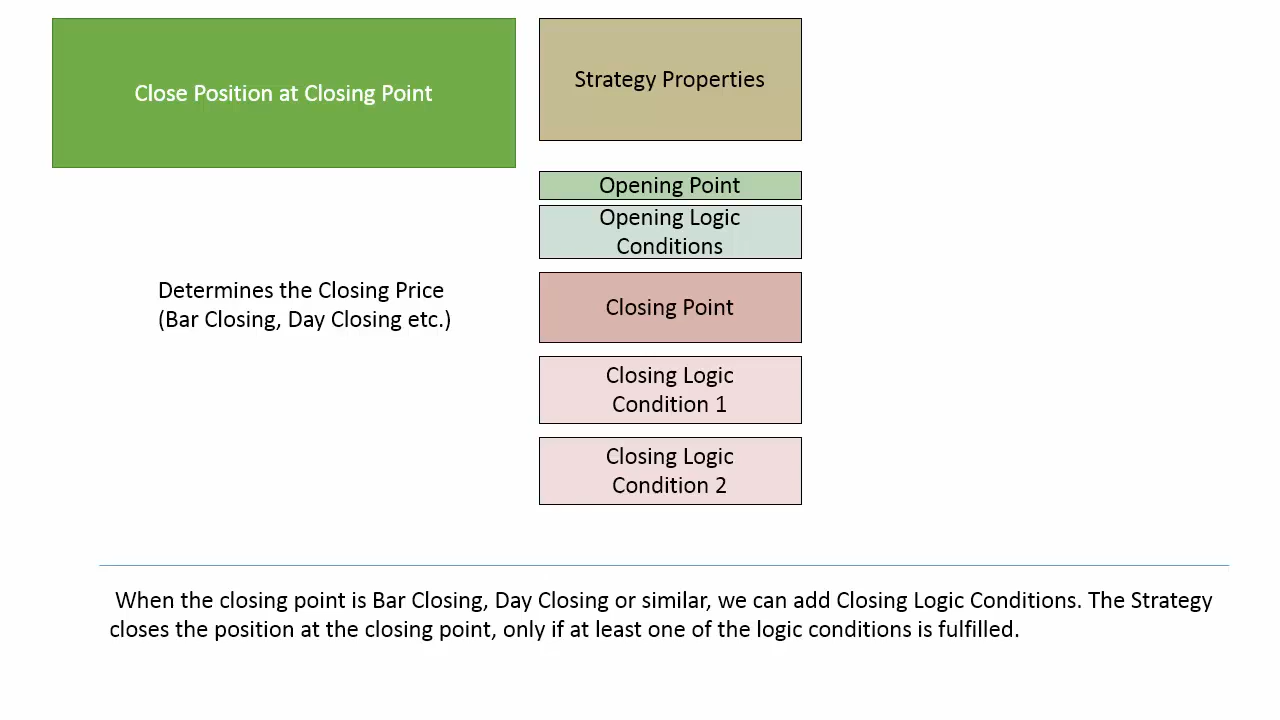 Close Position at Closing Point
Strategy Properties
Opening Point
Opening Logic
Conditions
Determines the Closing Price
(Bar Closing, Day Closing etc.)
Closing Point
Closing Logic
Condition 1
Closing Logic
Condition 2
When the closing point is Bar Closing, Day Closing or similar, we can add Closing Logic Conditions. The Strategy
closes the position at the closing point, only if at least one of the logic conditions is fulfilled.